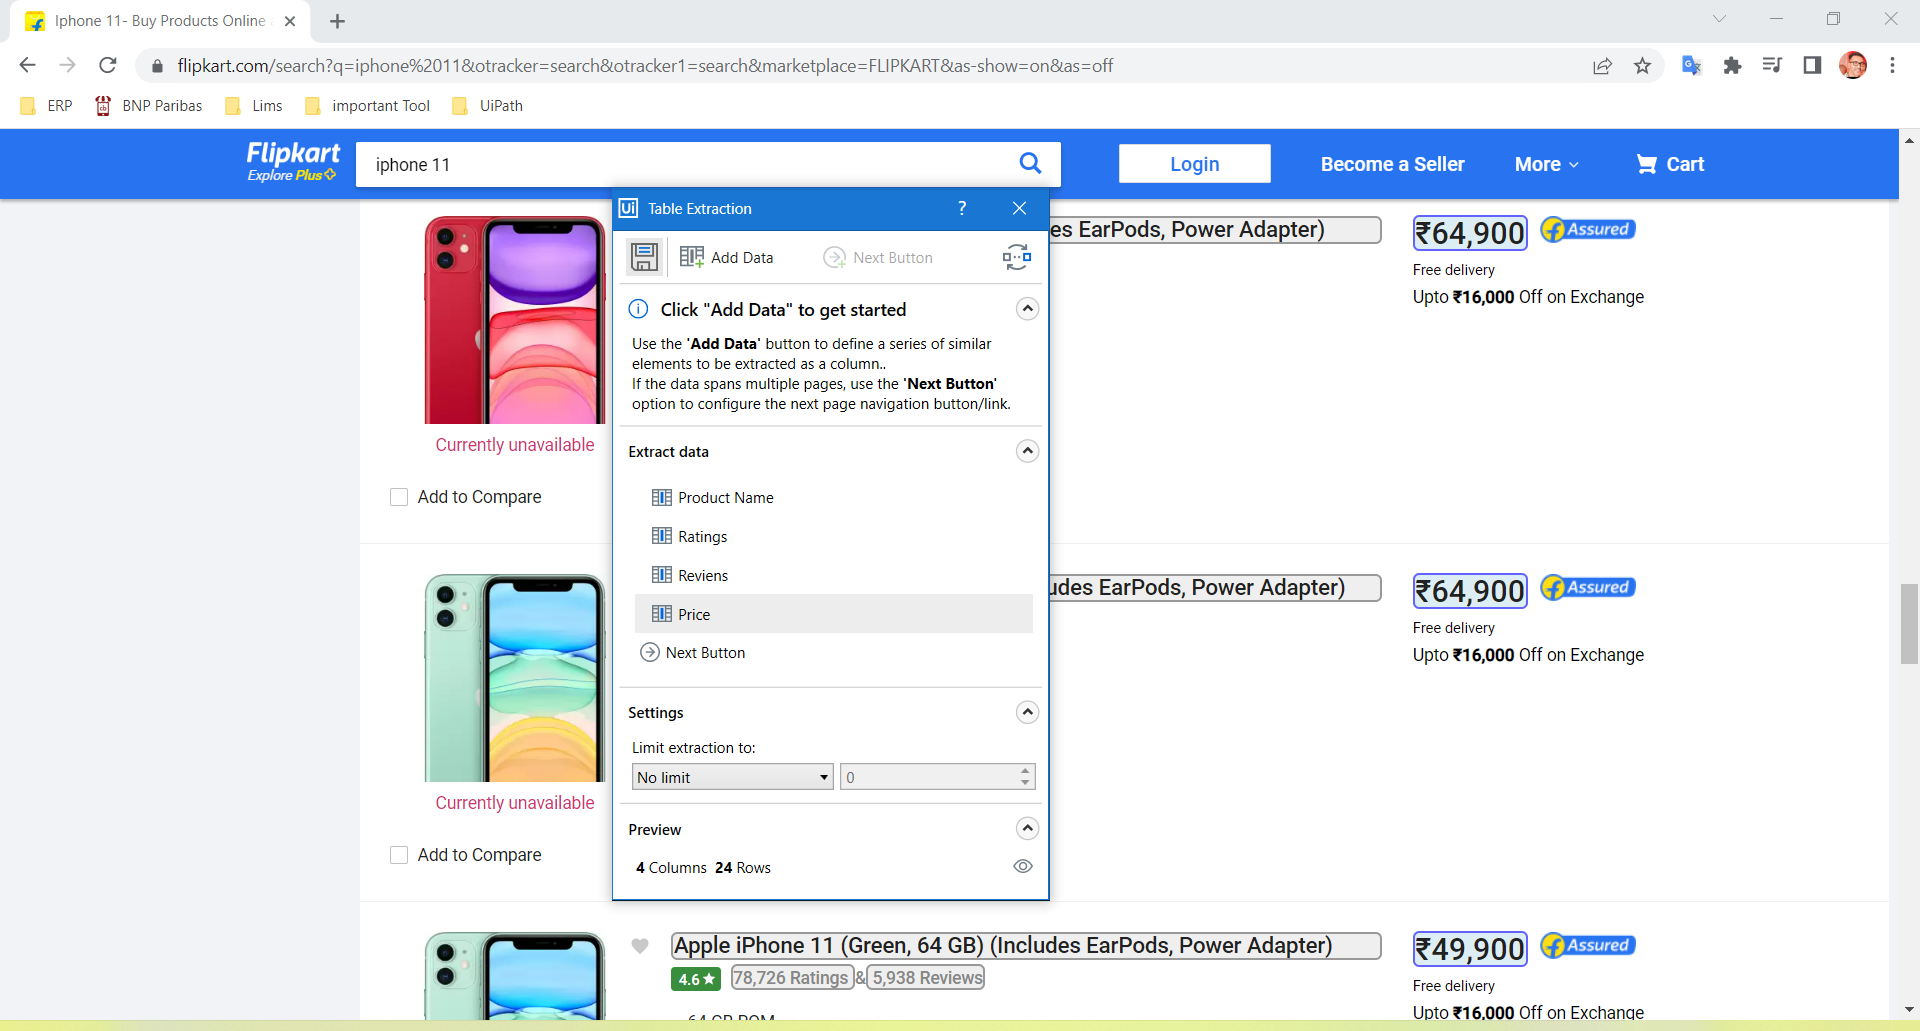 Iphone 11- Buy Products Online
flipkart.com/search?q=iphone%2011&otracker=search&otracker1=search&marketplace=FLIPKART&as-show=on&as=off
ERP BNP Paribas Lims important Tool UiPath
Flipkart
Explore Plus
iphone 11
Login Become a Seller More Cart
Ui Table Extraction ?
Add Data Next Button
Click "Add Data" to get started
Use the 'Add Data' button to define a series of similar
elements to be extracted as a column..
If the data spans multiple pages, use the 'Next Button'
option to configure the next page navigation button/link.
Extract data
Product Name
Ratings
Reviens
Price
Next Button
Settings
Limit extraction to:
No limit 0
Preview
4 Columns 24 Rows
es EarPods, Power Adapter)
₹64,900 Assured
Free delivery
Upto ₹16,000 Off on Exchange
Currently unavailable
Add to Compare
udes EarPods, Power Adapter)
₹64,900 Assured
Free delivery
Upto ₹16,000 Off on Exchange
Currently unavailable
Add to Compare
Apple iPhone 11 (Green, 64 GB) (Includes EarPods, Power Adapter)
4.6 ★ 78,726 Ratings & 5,938 Reviews
64 GB ROM
₹49,900 Assured
Free delivery
Upto ₹16,000 Off on Exchange